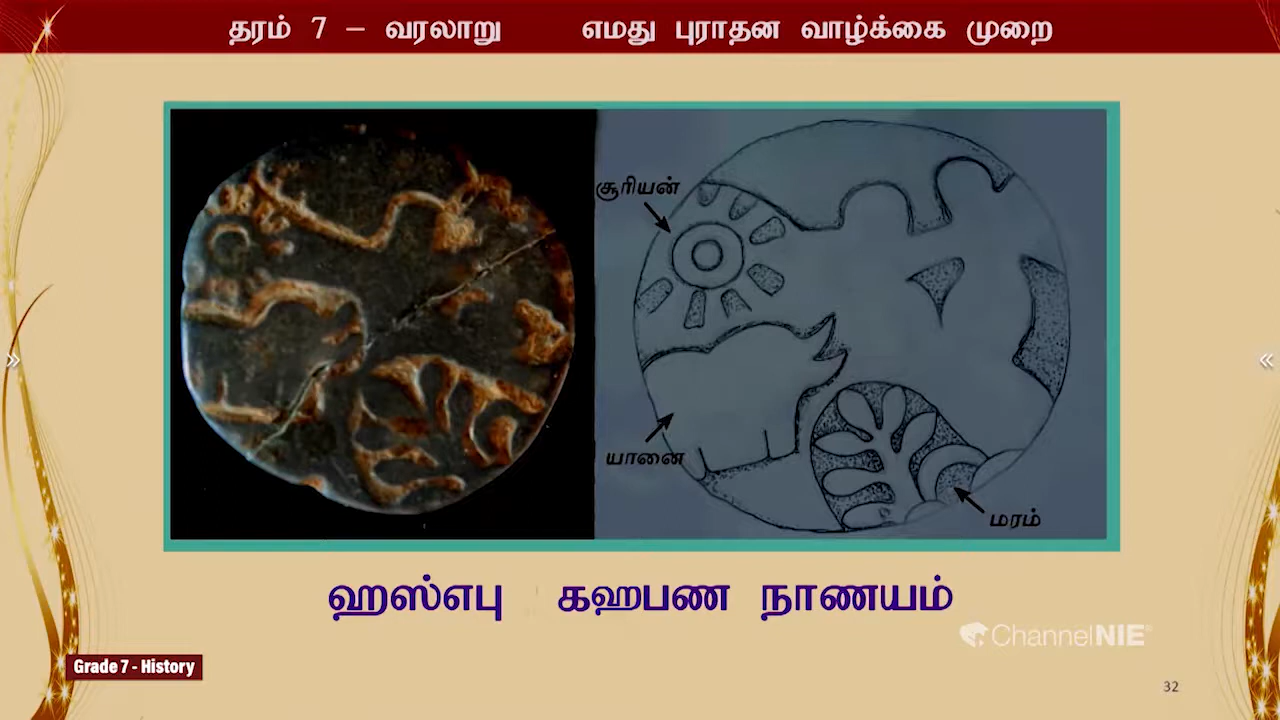 தரம் 7 – வரலாறு எமது புராதன வாழ்க்கை முறை
சூரியன்
யானை
மரம்
ஹஸ்எபு கஹபண நாணயம்
ChannelNIE
Grade 7 - History
32